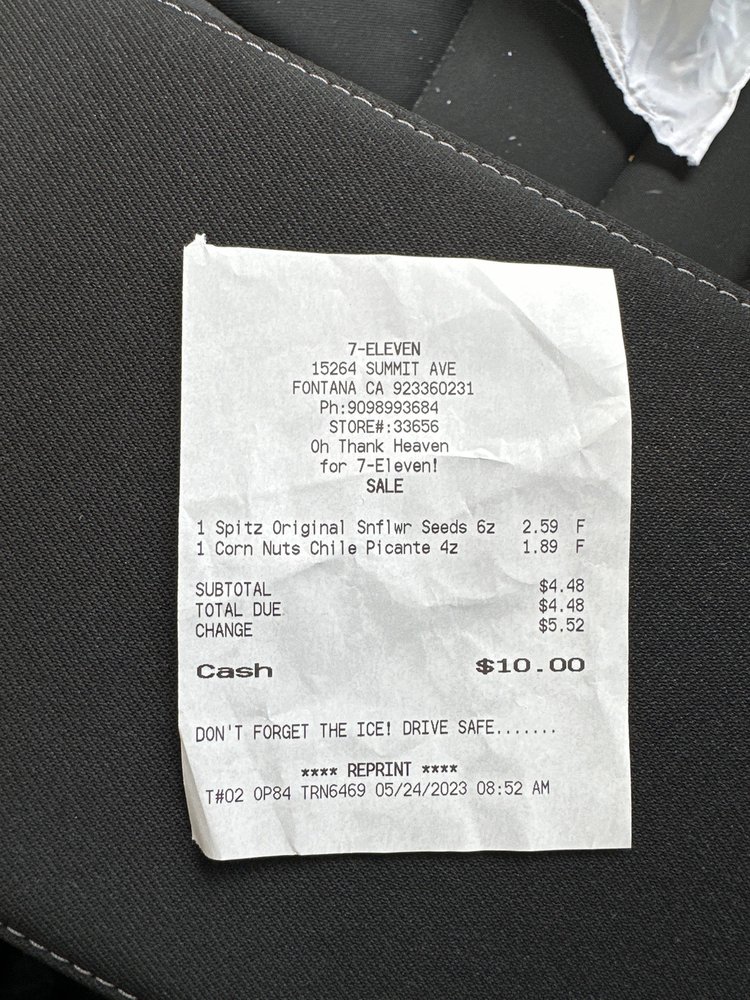 7-ELEVEN
15264 SUMMIT AVE
FONTANA CA 923360231
Ph:9098993684
STORE#:33656
Oh Thank Heaven
for 7-Eleven!
SALE
1 Spitz Original Snflwr Seeds 6z 2.59 F
1 Corn Nuts Chile Picante 4z 1.89 F
SUBTOTAL $4.48
TOTAL DUE $4.48
CHANGE $5.52
Cash $10.00
DON'T FORGET THE ICE! DRIVE SAFE.......
**** REPRINT ****
T#02 OP84 TRN6469 05/24/2023 08:52 AM